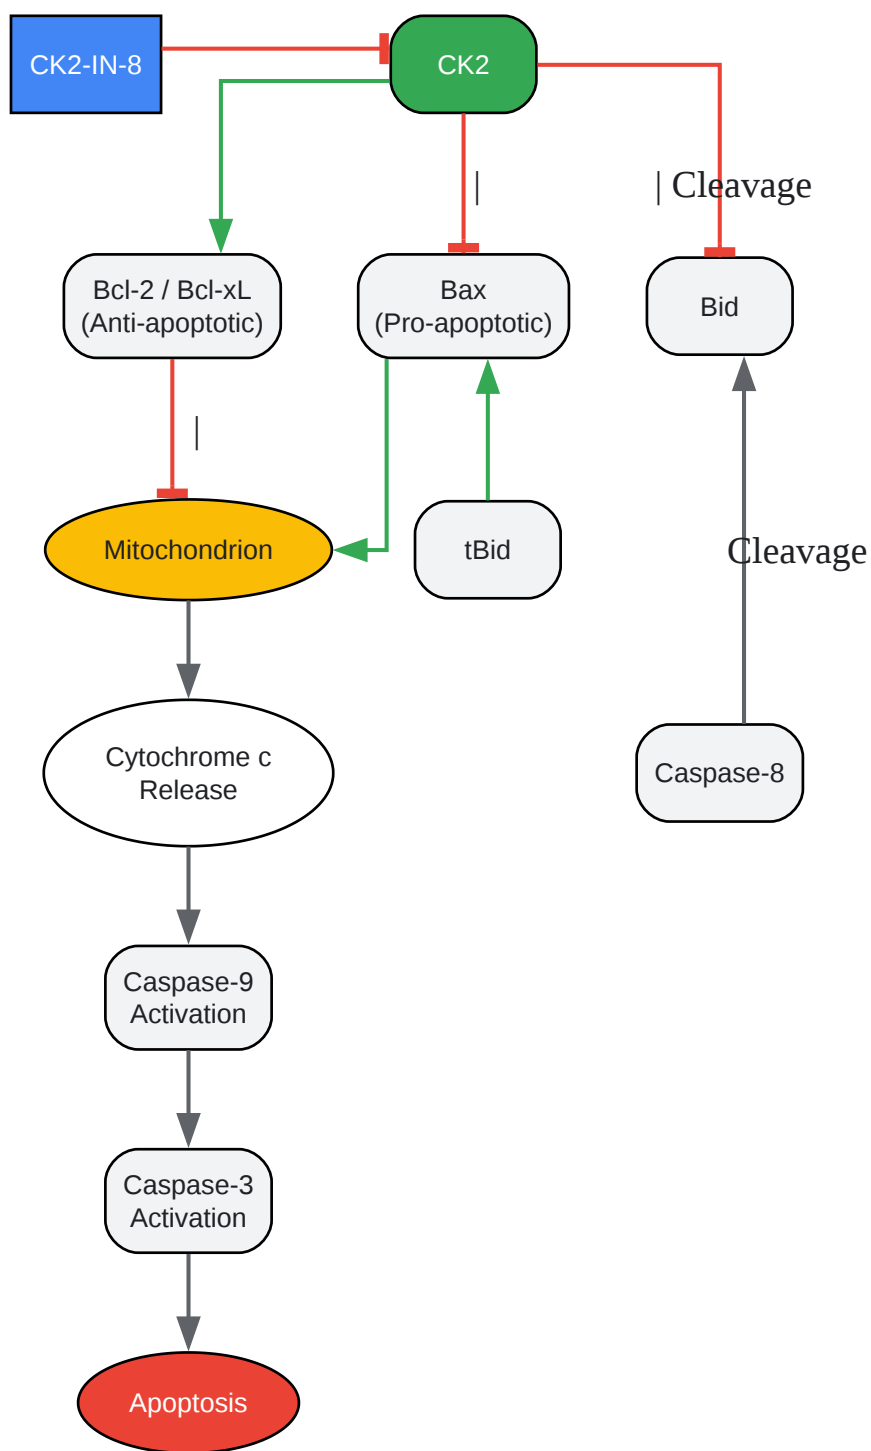 CK2-IN-8
CK2
|
| Cleavage
Bcl-2 / Bcl-xL
(Anti-apoptotic)
Bax
(Pro-apoptotic)
Bid
|
Mitochondrion
tBid
Cleavage
Cytochrome c
Release
Caspase-8
Caspase-9
Activation
Caspase-3
Activation
Apoptosis